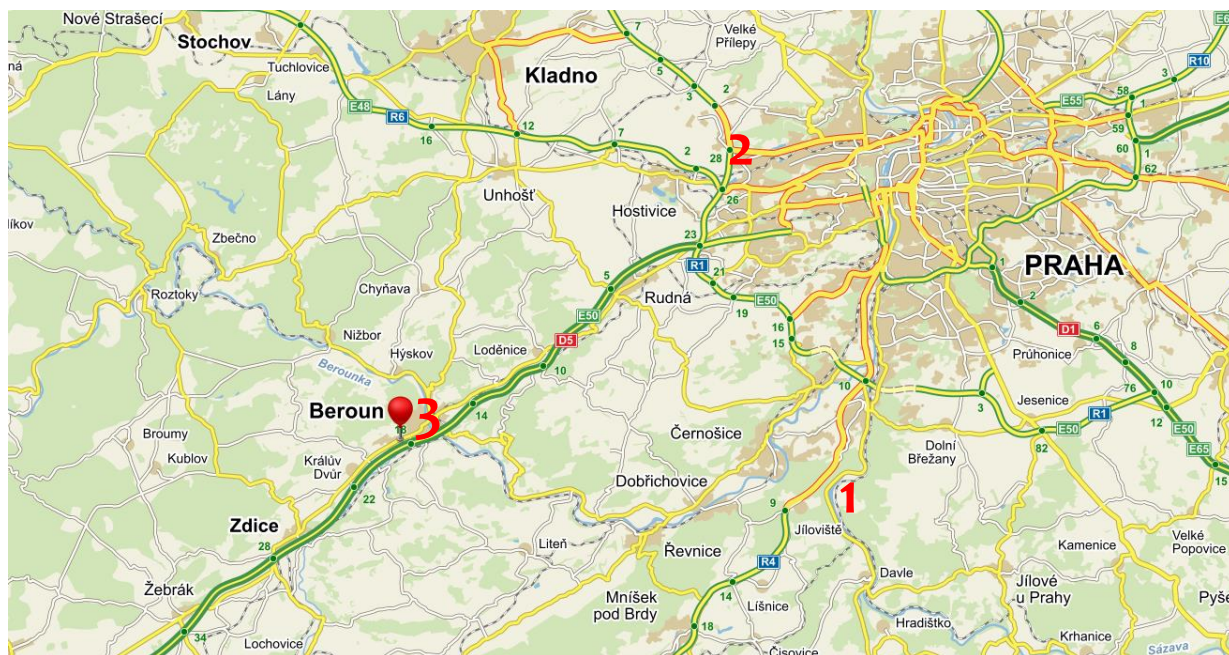 Nové Strašecí
Stochov
Tuchlovice
Lány
E48
R6
16
12
Kladno
7
5
3
2
Velké
Přílepy
E55
58
1
59
60
1
62
3
R10
7
2
28
2
26
Unhošť
Hostivice
23
R1
21
19
E50
16
15
Zbečno
Roztoky
Chyňava
Nižbor
Hýskov
Loděnice
5
E50
Rudná
D5
10
14
PRAHA
1
2
D1
6
8
Průhonice
76
10
12
E50
E65
15
Berounka
Beroun
18
3
Broumy
Kublov
Králův
Dvůr
22
Černošice
10
3
Jesenice
R1
E50
82
Dolní
Břežany
Dobřichovice
9
1
Jíloviště
Zdice
28
Liteň
Řevnice
R4
14
Líšnice
Davle
Kamenice
Velké
Popovice
Jílové
u Prahy
Žebrák
34
Lochovice
Mníšek
pod Brdy
18
Čisovice
Hradištko
Krhanice
Sázava